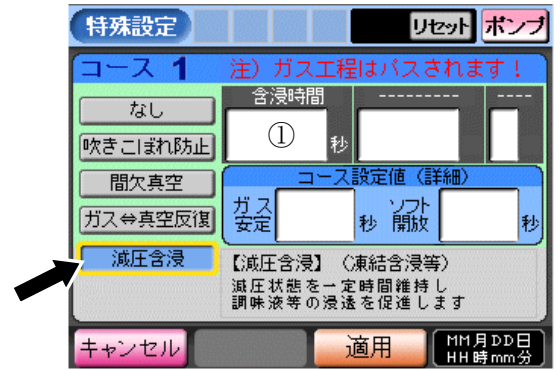 特殊設定
リセット
ポンプ
コース 1
注）ガス工程はパスされます！
なし
吹きこぼれ防止
間欠真空
ガス⇔真空反復
減圧含浸
含浸時間
---------
----
①
秒
コース設定値（詳細）
ガス安定
秒
ソフト開放
秒
【減圧含浸】（凍結含浸等）
減圧状態を一定時間維持し
調味液等の浸透を促進します
キャンセル
適用
MM月DD日
HH時mm分